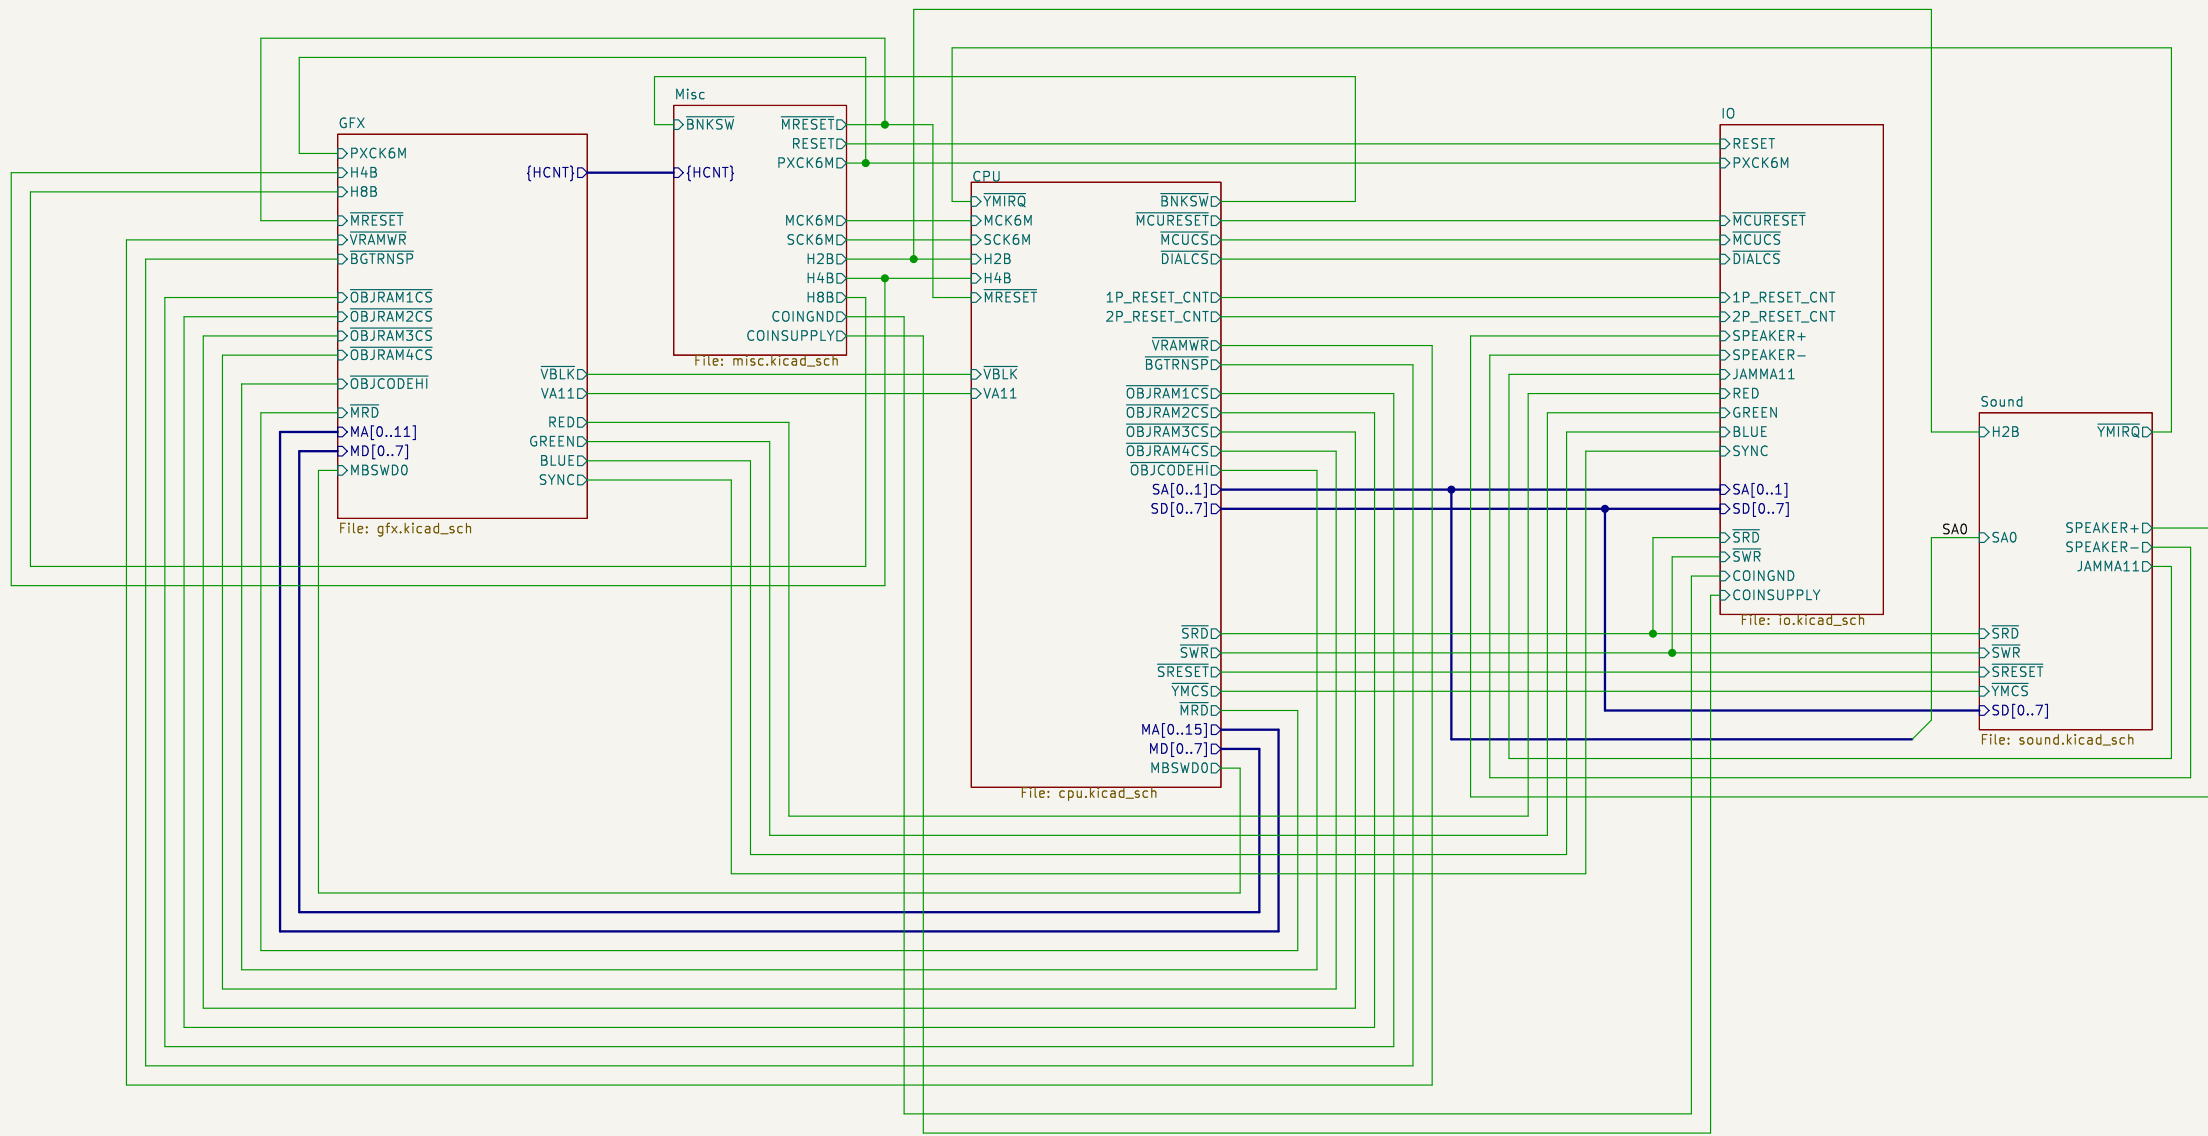 GFX
PXCK6M
H4B
H8B
MRESET
VRAMWR
BGTRNSP
OBJRAM1CS
OBJRAM2CS
OBJRAM3CS
OBJRAM4CS
OBJCODEHI
MRD
MA[0..11]
MD[0..7]
MBSWD0
{HCNT}
VBLK
VA11
RED
GREEN
BLUE
SYNC
File: gfx.kicad_sch
Misc
BNKSW
{HCNT}
MRESET
RESET
PXCK6M
MCK6M
SCK6M
H2B
H4B
H8B
COINGND
COINSUPPLY
File: misc.kicad_sch
CPU
YMIRQ
MCK6M
SCK6M
H2B
H4B
MRESET
VBLK
VA11
BNKSW
MCURESET
MCUCS
DIALCS
1P_RESET_CNT
2P_RESET_CNT
VRAMWR
BGTRNSP
OBJRAM1CS
OBJRAM2CS
OBJRAM3CS
OBJRAM4CS
OBJCODEHI
SA[0..1]
SD[0..7]
SRD
SWR
SRESET
YMCS
MRD
MA[0..15]
MD[0..7]
MBSWD0
File: cpu.kicad_sch
IO
RESET
PXCK6M
MCURESET
MCUCS
DIALCS
1P_RESET_CNT
2P_RESET_CNT
SPEAKER+
SPEAKER-
JAMMA11
RED
GREEN
BLUE
SYNC
SA[0..1]
SD[0..7]
SRD
SWR
COINGND
COINSUPPLY
File: io.kicad_sch
Sound
H2B
SA0
SA0
SRD
SWR
SRESET
YMCS
SD[0..7]
YMIRQ
SPEAKER+
SPEAKER-
JAMMA11
File: sound.kicad_sch